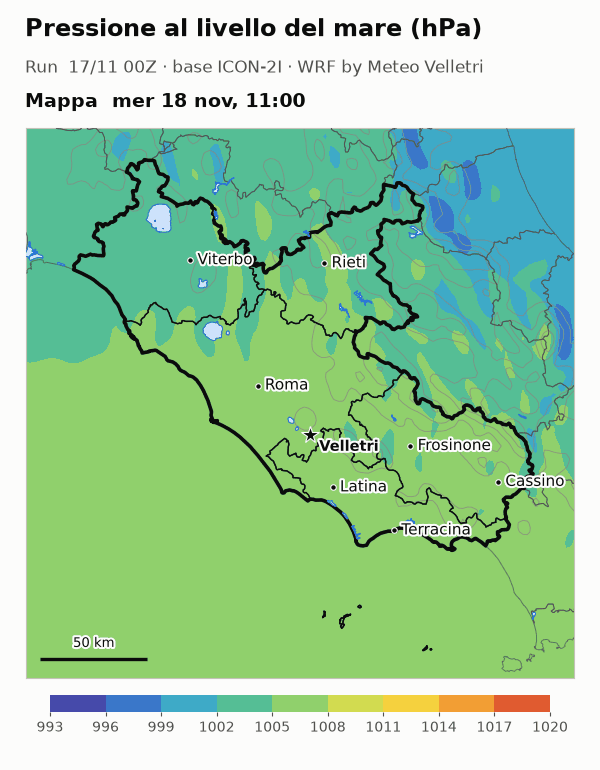 Pressione al livello del mare (hPa)
Run  17/11 00Z · base ICON-2I · WRF by Meteo Velletri
Mappa  mer 18 nov, 11:00
Viterbo
Rieti
Roma
Velletri
Frosinone
Cassino
Latina
Terracina
50 km
993 996 999 1002 1005 1008 1011 1014 1017 1020